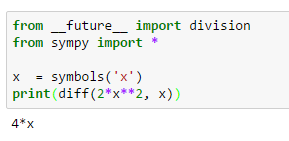 from __future__ import division
from sympy import *
x = symbols('x')
print(diff(2*x**2, x))
4*x